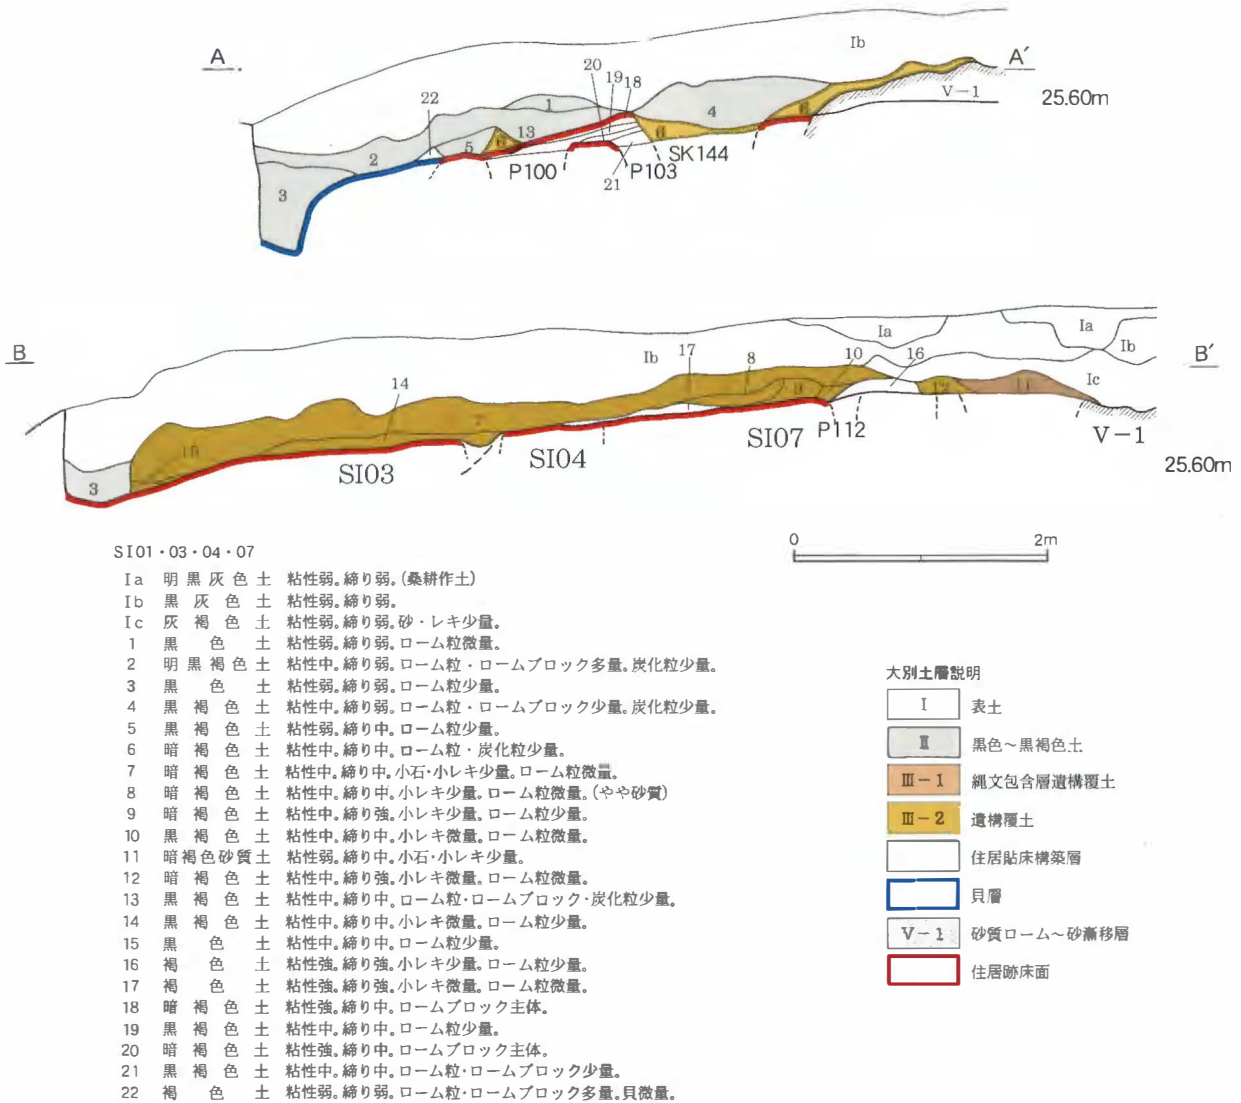 A
A′
Ib
25.60m
V-1
20
19
18
22
1
4
13
2
5
6
6
6
3
P100
P103
SK144
21
B
B′
Ia
Ia
Ib
Ib
Ic
17
8
10
16
14
7
9
12
11
15
3
SI03
SI04
SI07
P112
V-1
25.60m
0
2m
SI01・03・04・07
Ia 明黒灰色土 粘性弱。締り弱。(桑耕作土)
Ib 黒灰色土 粘性弱。締り弱。
Ic 灰褐色土 粘性弱。締り弱。砂・レキ少量。
1 黒色土 粘性弱。締り弱。ローム粒微量。
2 明黒褐色土 粘性中。締り弱。ローム粒・ロームブロック多量。炭化粒少量。
3 黒色土 粘性弱。締り弱。ローム粒少量。
4 黒褐色土 粘性中。締り弱。ローム粒・ロームブロック少量。炭化粒少量。
5 黒褐色土 粘性弱。締り中。ローム粒少量。
6 暗褐色土 粘性中。締り中。ローム粒・炭化粒少量。
7 暗褐色土 粘性中。締り中。小石・小レキ少量。ローム粒微量。
8 暗褐色土 粘性中。締り中。小レキ少量。ローム粒微量。(やや砂質)
9 暗褐色土 粘性中。締り強。小レキ少量。ローム粒少量。
10 黒褐色土 粘性中。締り中。小レキ微量。ローム粒微量。
11 暗褐色砂質土 粘性弱。締り中。小石・小レキ少量。
12 暗褐色土 粘性中。締り強。小レキ微量。ローム粒微量。
13 黒褐色土 粘性中。締り中。ローム粒・ロームブロック・炭化粒少量。
14 黒褐色土 粘性中。締り中。小レキ微量。ローム粒少量。
15 黒色土 粘性中。締り中。ローム粒少量。
16 褐色土 粘性強。締り強。小レキ少量。ローム粒少量。
17 褐色土 粘性強。締り強。小レキ微量。ローム粒微量。
18 暗褐色土 粘性強。締り中。ロームブロック主体。
19 黒褐色土 粘性中。締り中。ローム粒少量。
20 暗褐色土 粘性強。締り中。ロームブロック主体。
21 黒褐色土 粘性中。締り中。ローム粒・ロームブロック少量。
22 褐色土 粘性弱。締り弱。ローム粒・ロームブロック多量。貝微量。
大別土層説明
I 表土
II 黒色～黒褐色土
III-1 縄文包含層遺構覆土
III-2 遺構覆土
住居貼床構築層
貝層
V-1 砂質ローム～砂漸移層
住居跡床面